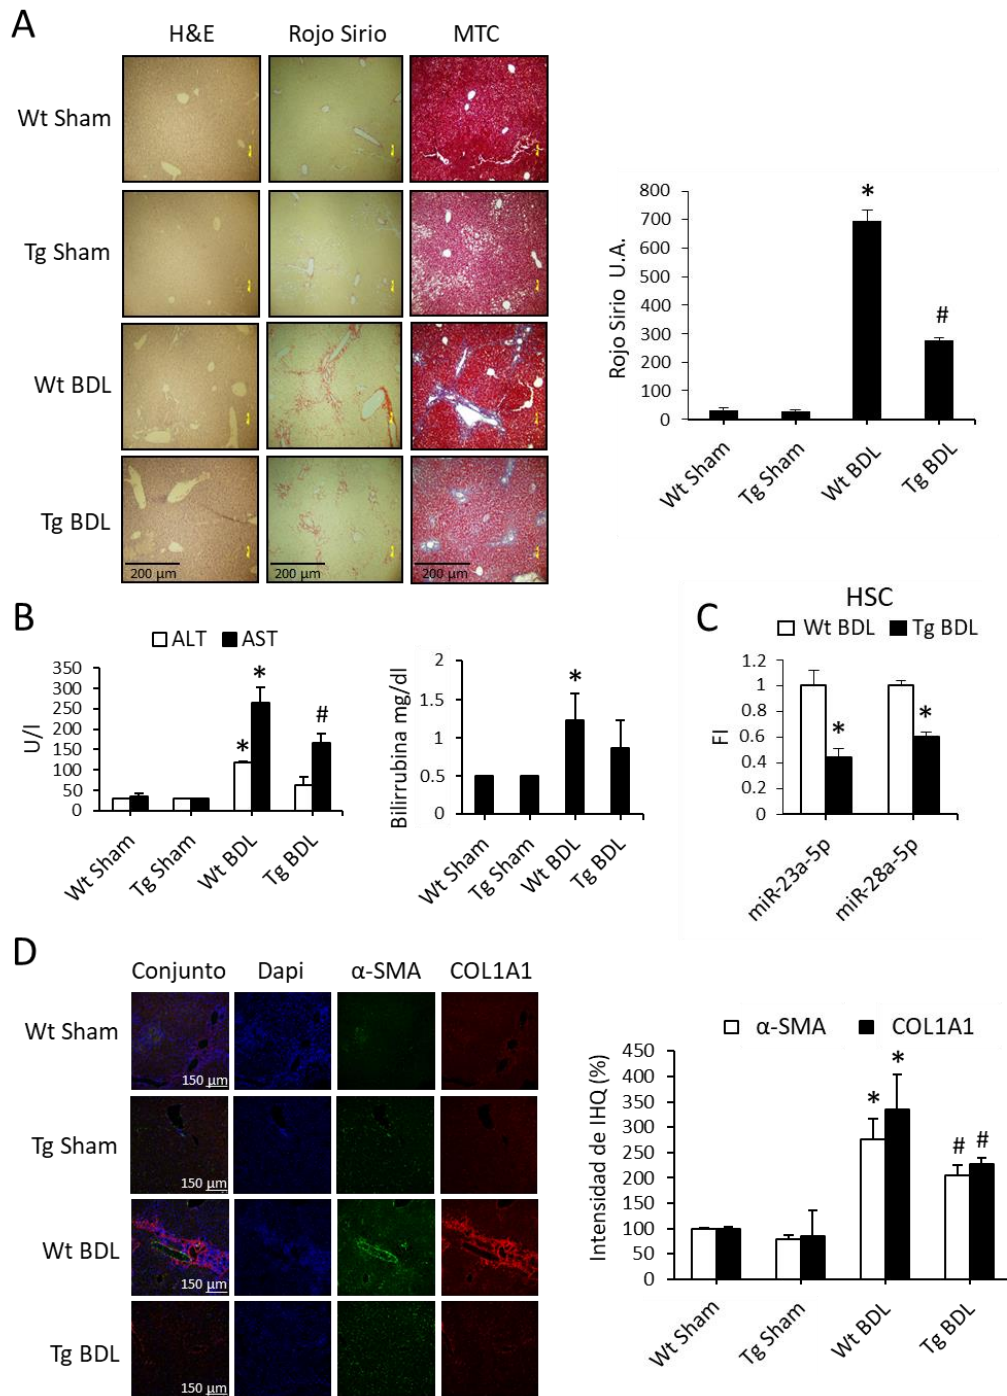 A
H&E Rojo Sirio MTC
Wt Sham
Tg Sham
Wt BDL
Tg BDL
200 µm 200 µm 200 µm
Rojo Sirio U.A.
800
700
600
500
400
300
200
100
0
*
#
Wt Sham Tg Sham Wt BDL Tg BDL
B
ALT AST
U/l
350
300
250
200
150
100
50
0
*
*
#
Wt Sham Tg Sham Wt BDL Tg BDL
Bilirrubina mg/dl
2
1.5
1
0.5
0
*
Wt Sham Tg Sham Wt BDL Tg BDL
C
HSC
Wt BDL Tg BDL
FI
1.2
1
0.8
0.6
0.4
0.2
0
*
*
miR-23a-5p miR-28a-5p
D
Conjunto Dapi α-SMA COL1A1
Wt Sham
150 µm
Tg Sham
150 µm
Wt BDL
150 µm
Tg BDL
150 µm
α-SMA COL1A1
Intensidad de IHQ (%)
450
400
350
300
250
200
150
100
50
0
*
*
# #
Wt Sham Tg Sham Wt BDL Tg BDL